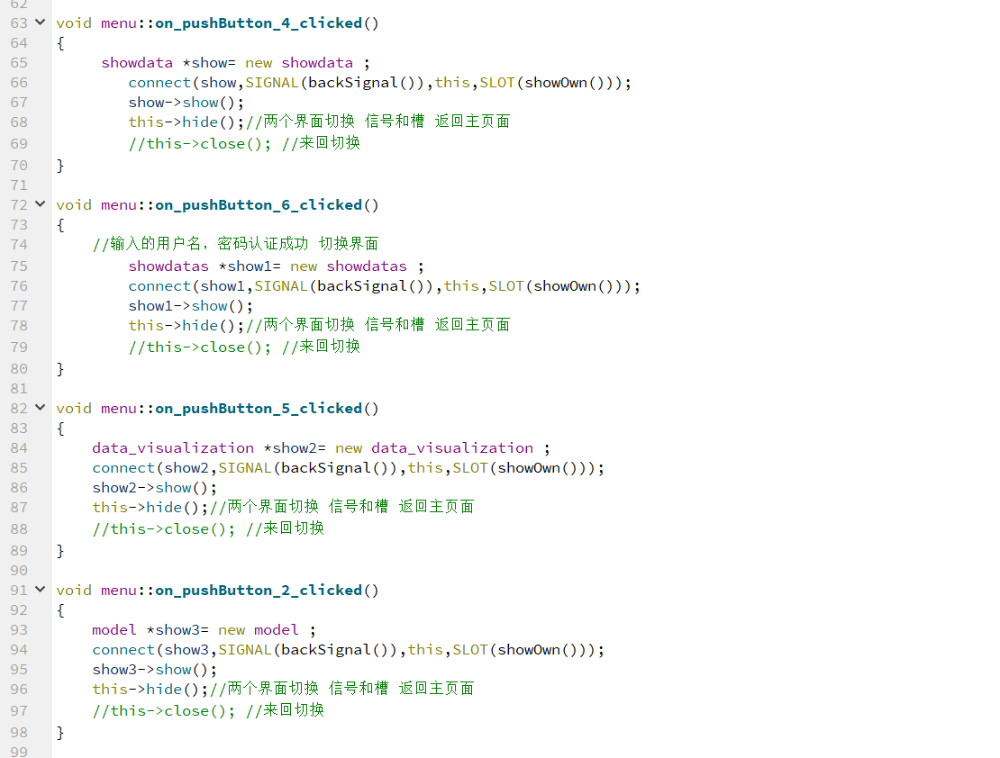 62
63 void menu::on_pushButton_4_clicked()
64 {
65      showdata *show= new showdata ;
66         connect(show,SIGNAL(backSignal()),this,SLOT(showOwn()));
67         show->show();
68         this->hide();//两个界面切换 信号和槽 返回主页面
69         //this->close(); //来回切换
70 }
71
72 void menu::on_pushButton_6_clicked()
73 {
74     //输入的用户名，密码认证成功 切换界面
75         showdatas *show1= new showdatas ;
76         connect(show1,SIGNAL(backSignal()),this,SLOT(showOwn()));
77         show1->show();
78         this->hide();//两个界面切换 信号和槽 返回主页面
79         //this->close(); //来回切换
80 }
81
82 void menu::on_pushButton_5_clicked()
83 {
84     data_visualization *show2= new data_visualization ;
85     connect(show2,SIGNAL(backSignal()),this,SLOT(showOwn()));
86     show2->show();
87     this->hide();//两个界面切换 信号和槽 返回主页面
88     //this->close(); //来回切换
89 }
90
91 void menu::on_pushButton_2_clicked()
92 {
93     model *show3= new model ;
94     connect(show3,SIGNAL(backSignal()),this,SLOT(showOwn()));
95     show3->show();
96     this->hide();//两个界面切换 信号和槽 返回主页面
97     //this->close(); //来回切换
98 }
99